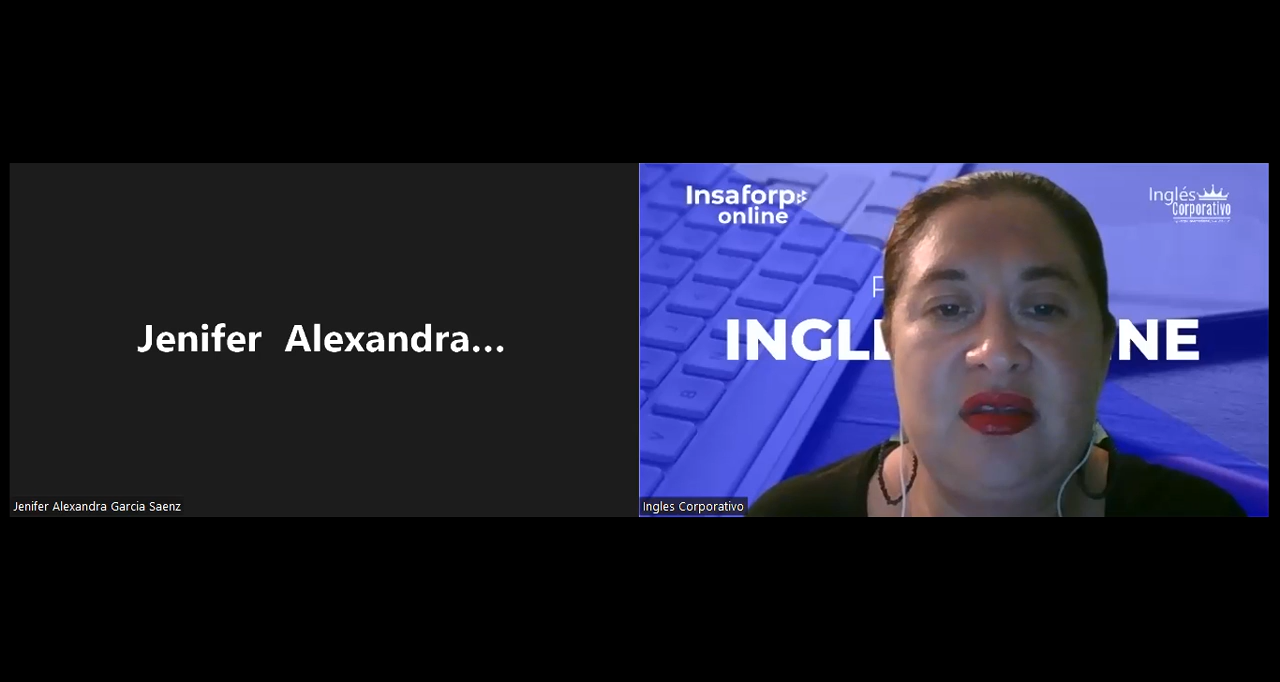 Jenifer Alexandra...
Jenifer Alexandra Garcia Saenz
Insaforp
online
Inglés
Corporativo
P
INGL
NE
Ingles Corporativo